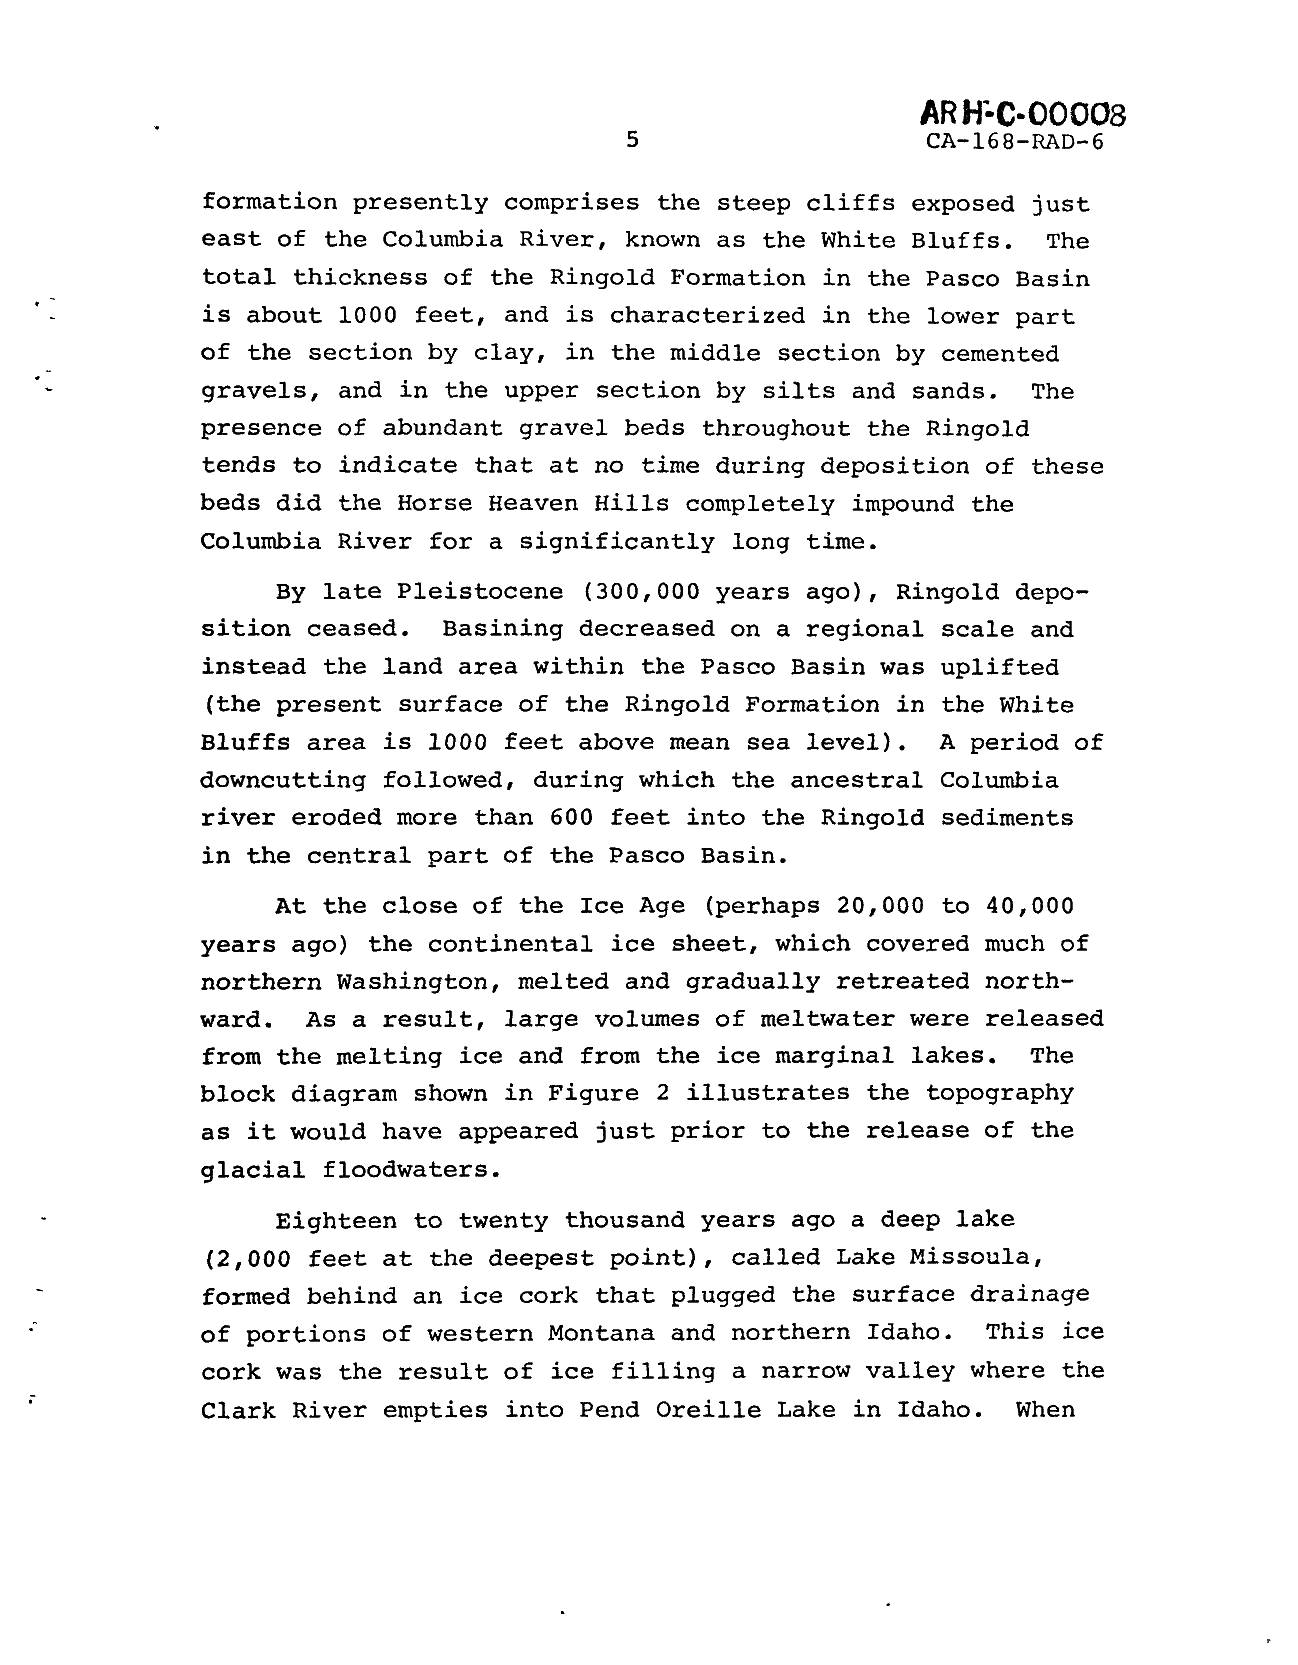 ARH-C-00008
5 CA-168-RAD-6
formation presently comprises the steep cliffs exposed just
east of the Columbia River, known as the White Bluffs. The
total thickness of the Ringold Formation in the Pasco Basin
is about 1000 feet, and is characterized in the lower part
of the section by clay, in the middle section by cemented
gravels, and in the upper section by silts and sands. The
presence of abundant gravel beds throughout the Ringold
tends to indicate that at no time during deposition of these
beds did the Horse Heaven Hills completely impound the
Columbia River for a significantly long time.
By late Pleistocene (300,000 years ago), Ringold depo-
sition ceased. Basining decreased on a regional scale and
instead the land area within the Pasco Basin was uplifted
(the present surface of the Ringold Formation in the White
Bluffs area is 1000 feet above mean sea level). A period of
downcutting followed, during which the ancestral Columbia
river eroded more than 600 feet into the Ringold sediments
in the central part of the Pasco Basin.
At the close of the Ice Age (perhaps 20,000 to 40,000
years ago) the continental ice sheet, which covered much of
northern Washington, melted and gradually retreated north-
ward. As a result, large volumes of meltwater were released
from the melting ice and from the ice marginal lakes. The
block diagram shown in Figure 2 illustrates the topography
as it would have appeared just prior to the release of the
glacial floodwaters.
Eighteen to twenty thousand years ago a deep lake
(2,000 feet at the deepest point), called Lake Missoula,
formed behind an ice cork that plugged the surface drainage
of portions of western Montana and northern Idaho. This ice
cork was the result of ice filling a narrow valley where the
Clark River empties into Pend Oreille Lake in Idaho. When